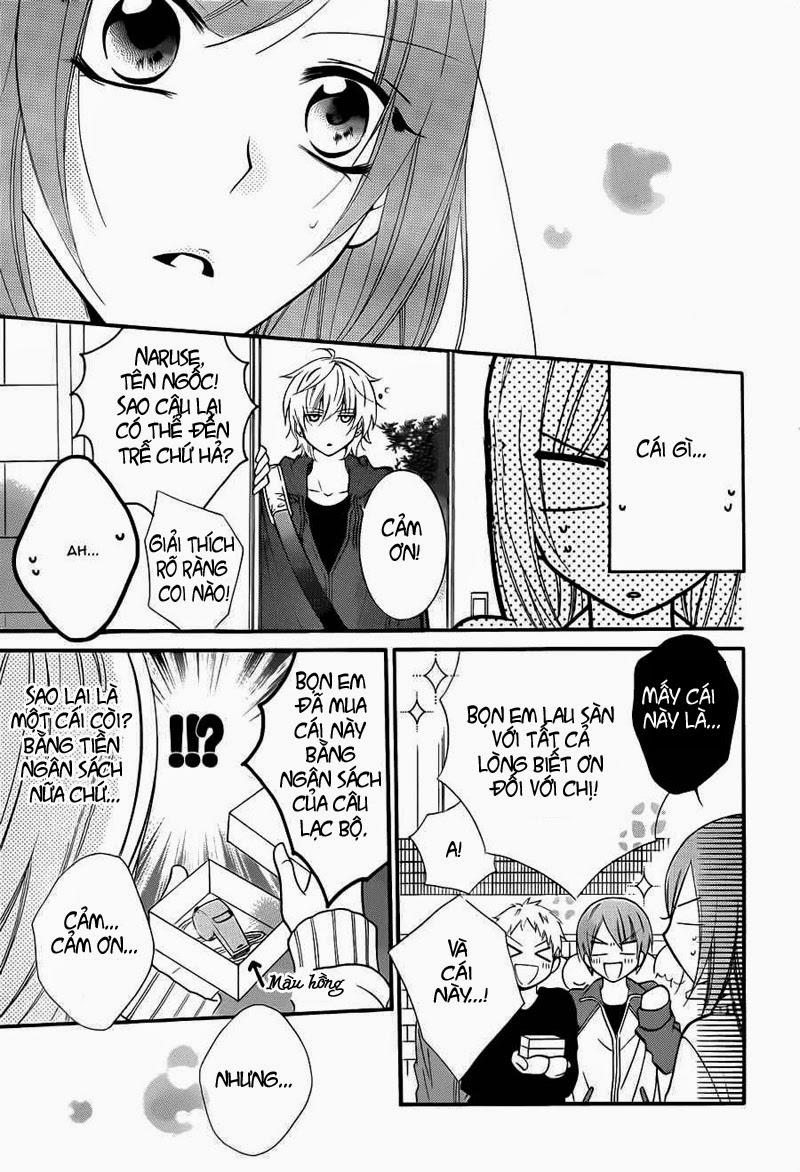 CÁI GÌ...
CẢM
ƠN!
NARUSE,
TÊN NGỐC!
SAO CẬU LẠI
CÓ THỂ ĐẾN
TRỄ CHỨ HẢ?
GIẢI THÍCH
RÕ RÀNG
COI NÀO!
AH...
MẤY CÁI
NÀY LÀ...
BỌN EM LAU SÀN
VỚI TẤT CẢ
LÒNG BIẾT ƠN
ĐỐI VỚI CHỊ!
A!
VÀ
CÁI
NÀY...!
BỌN EM
ĐÃ MUA
CÁI NÀY
BẰNG
NGÂN SÁCH
CỦA CÂU
LẠC BỘ.
!!?
SAO LẠI LÀ
MỘT CÁI CÒI?
BẰNG TIỀN
NGÂN SÁCH
NỮA CHỨ...
CẢM...
CẢM ƠN...
Màu hồng
NHƯNG...